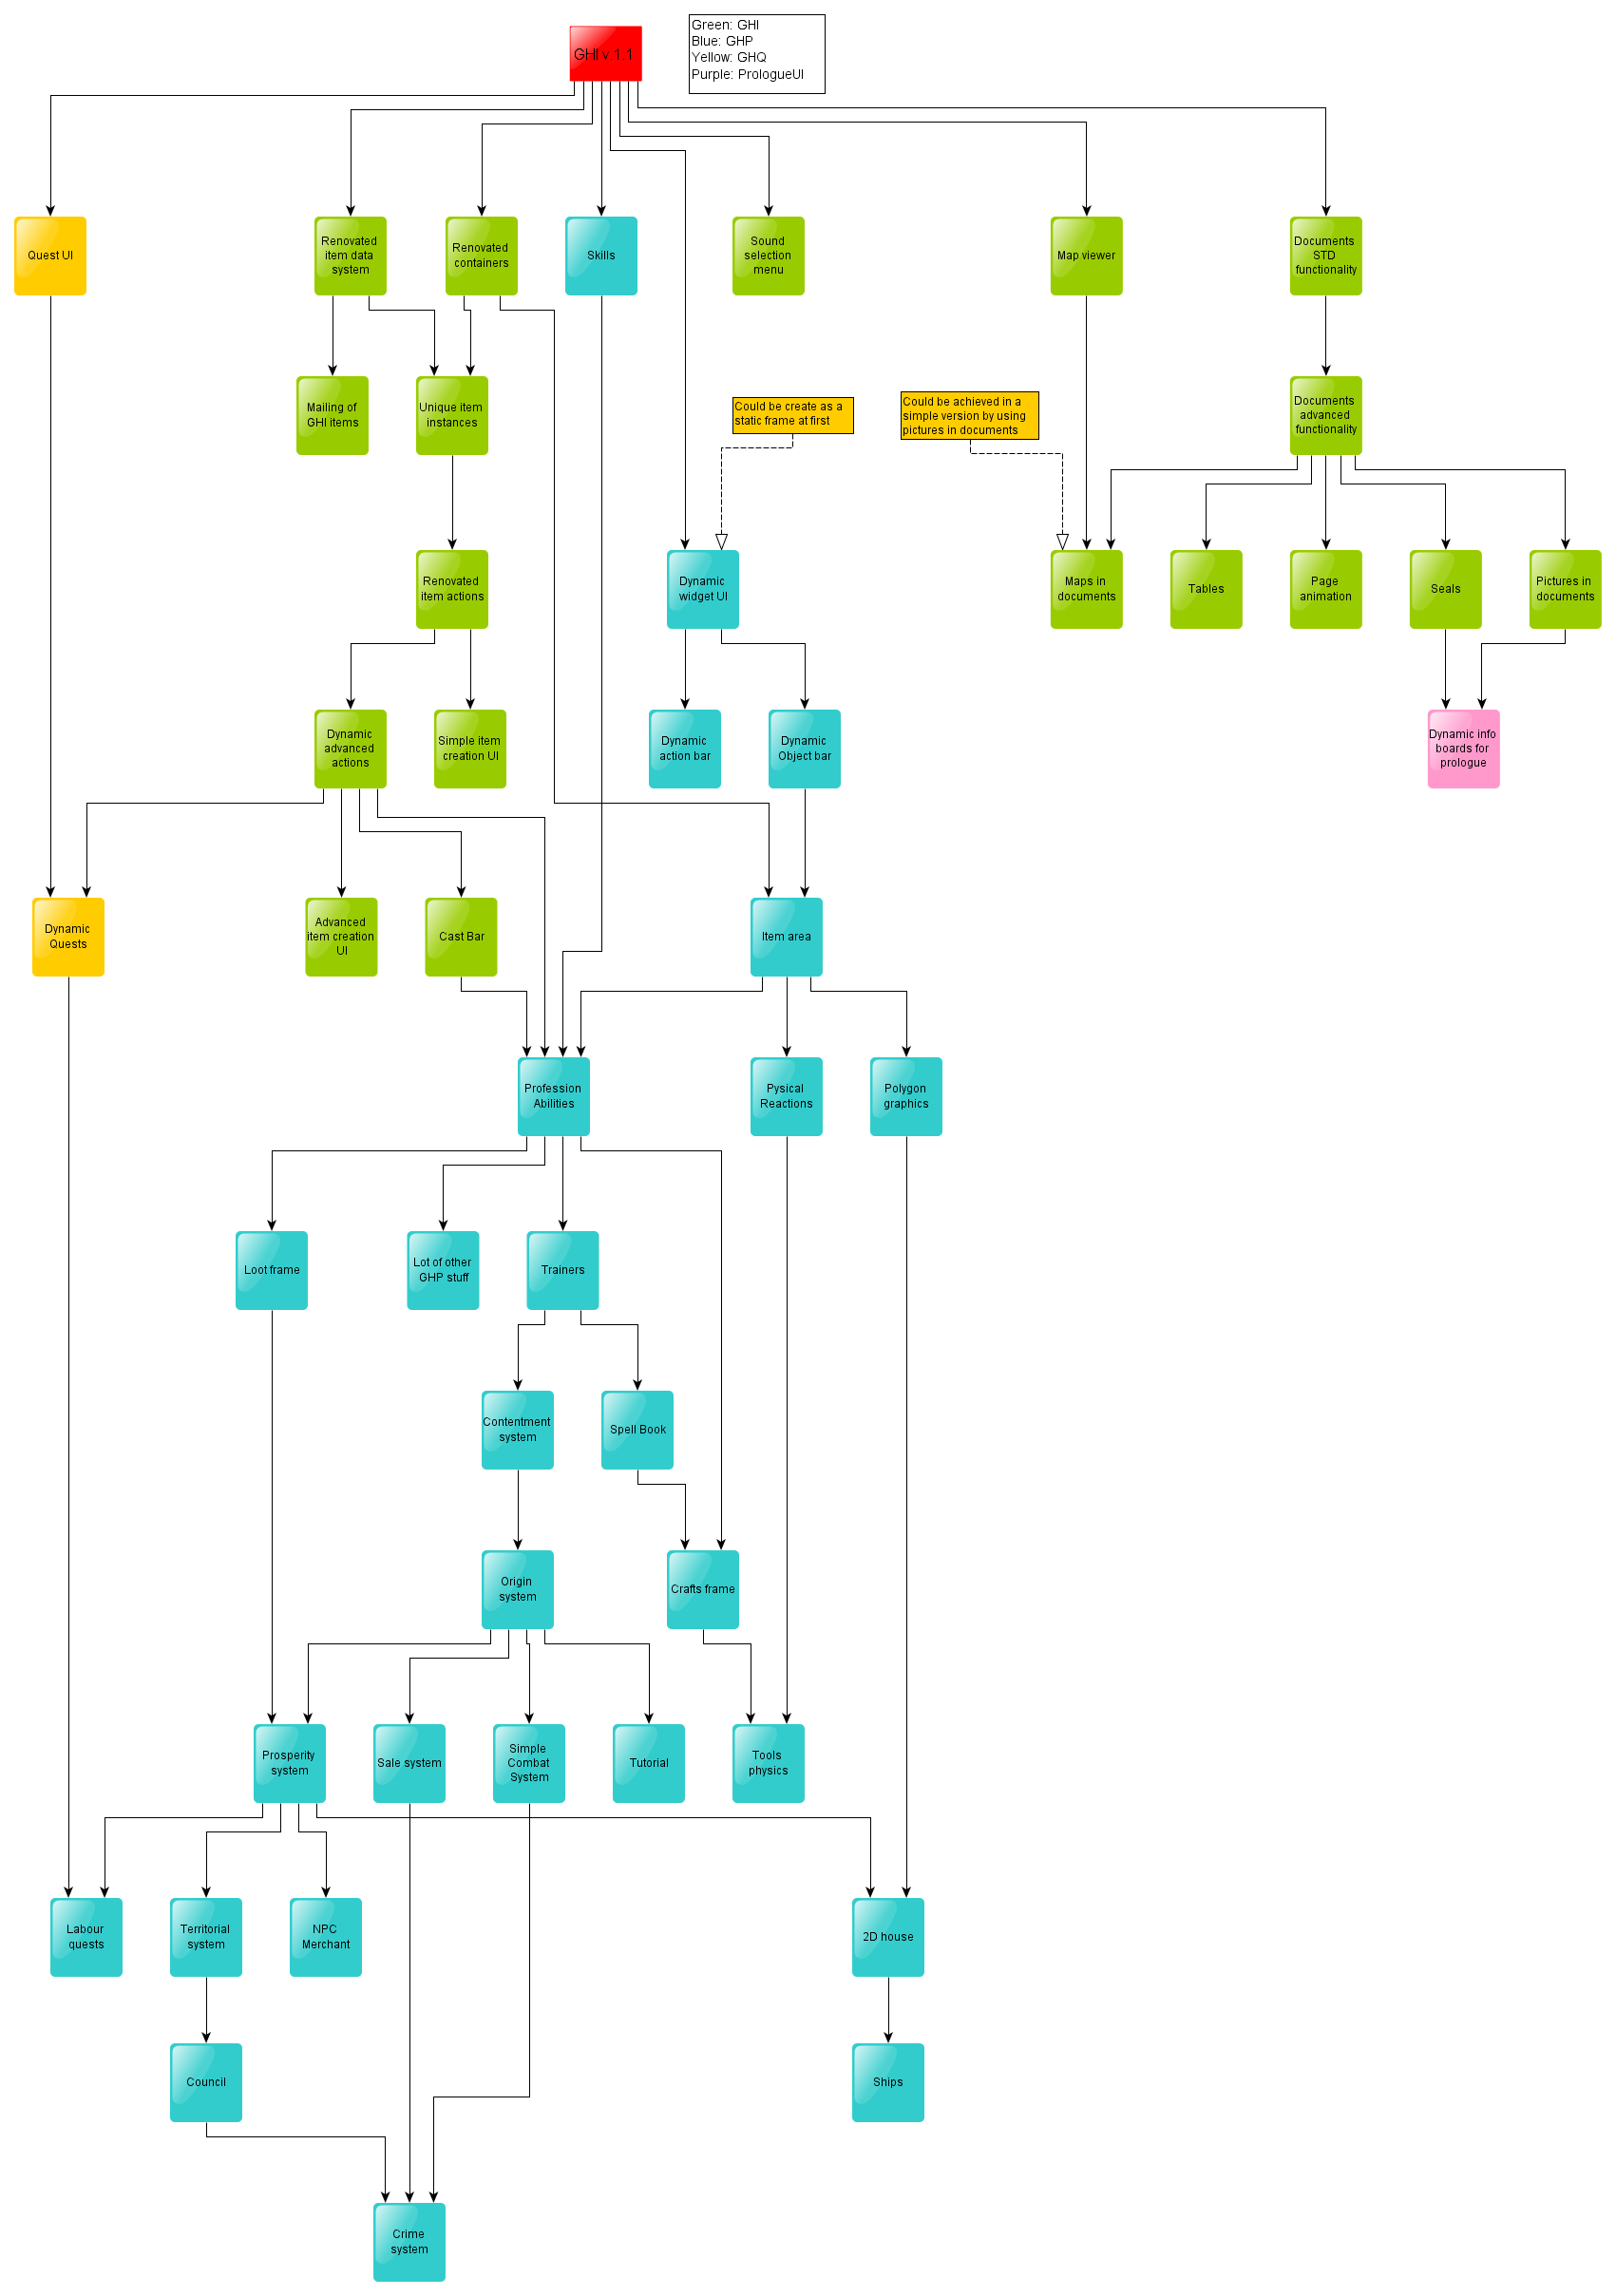 GHI v.1.1
Green: GHI
Blue: GHP
Yellow: GHQ
Purple: PrologueUI
Quest UI
Renovated
item data
system
Renovated
containers
Skills
Sound
selection
menu
Map viewer
Documents
STD
functionality
Mailing of
GHI items
Unique item
instances
Could be create as a
static frame at first
Could be achieved in a
simple version by using
pictures in documents
Documents
advanced
functionality
Renovated
item actions
Dynamic
widget UI
Maps in
documents
Tables
Page
animation
Seals
Pictures in
documents
Dynamic
advanced
actions
Simple item
creation UI
Dynamic
action bar
Dynamic
Object bar
Dynamic info
boards for
prologue
Dynamic
Quests
Advanced
item creation
UI
Cast Bar
Item area
Profession
Abilities
Pysical
Reactions
Polygon
graphics
Loot frame
Lot of other
GHP stuff
Trainers
Contentment
system
Spell Book
Origin
system
Crafts frame
Prosperity
system
Sale system
Simple
Combat
System
Tutorial
Tools
physics
Labour
quests
Territorial
system
NPC
Merchant
2D house
Council
Ships
Crime
system